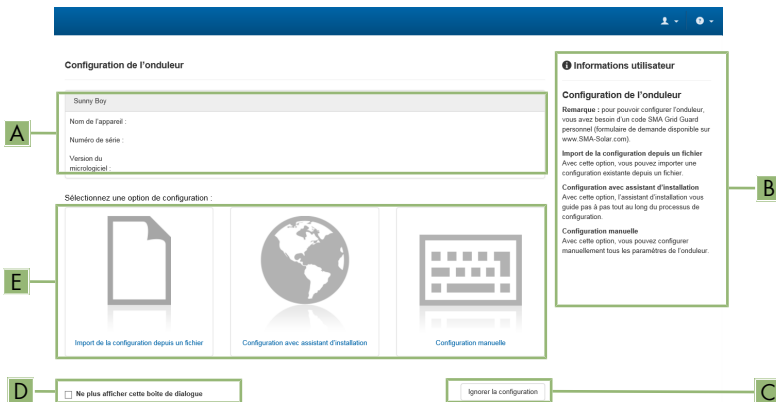 Configuration de l'onduleur
Sunny Boy
Nom de l'appareil :
Numéro de série :
Version du
micrologiciel :
A
Sélectionnez une option de configuration :
Import de la configuration depuis un fichier
Configuration avec assistant d'installation
Configuration manuelle
E
D
Ne plus afficher cette boîte de dialogue
Ignorer la configuration
C
Informations utilisateur
Configuration de l'onduleur
Remarque : pour pouvoir configurer l'onduleur,
vous avez besoin d'un code SMA Grid Guard
personnel (formulaire de demande disponible sur
www.SMA-Solar.com).
Import de la configuration depuis un fichier
Avec cette option, vous pouvez importer une
configuration existante depuis un fichier.
Configuration avec assistant d'installation
Avec cette option, l'assistant d'installation vous
guide pas à pas tout au long du processus de
configuration.
Configuration manuelle
Avec cette option, vous pouvez configurer
manuellement tous les paramètres de l'onduleur.
B